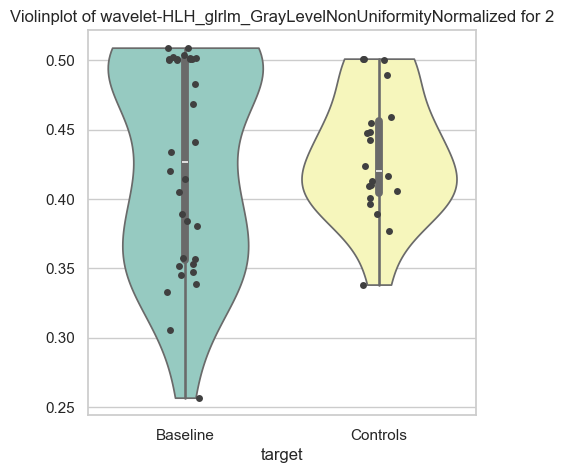 Violinplot of wavelet-HLH_glrlm_GrayLevelNonUniformityNormalized for 2
0.50
0.45
0.40
0.35
0.30
0.25
Baseline
Controls
target